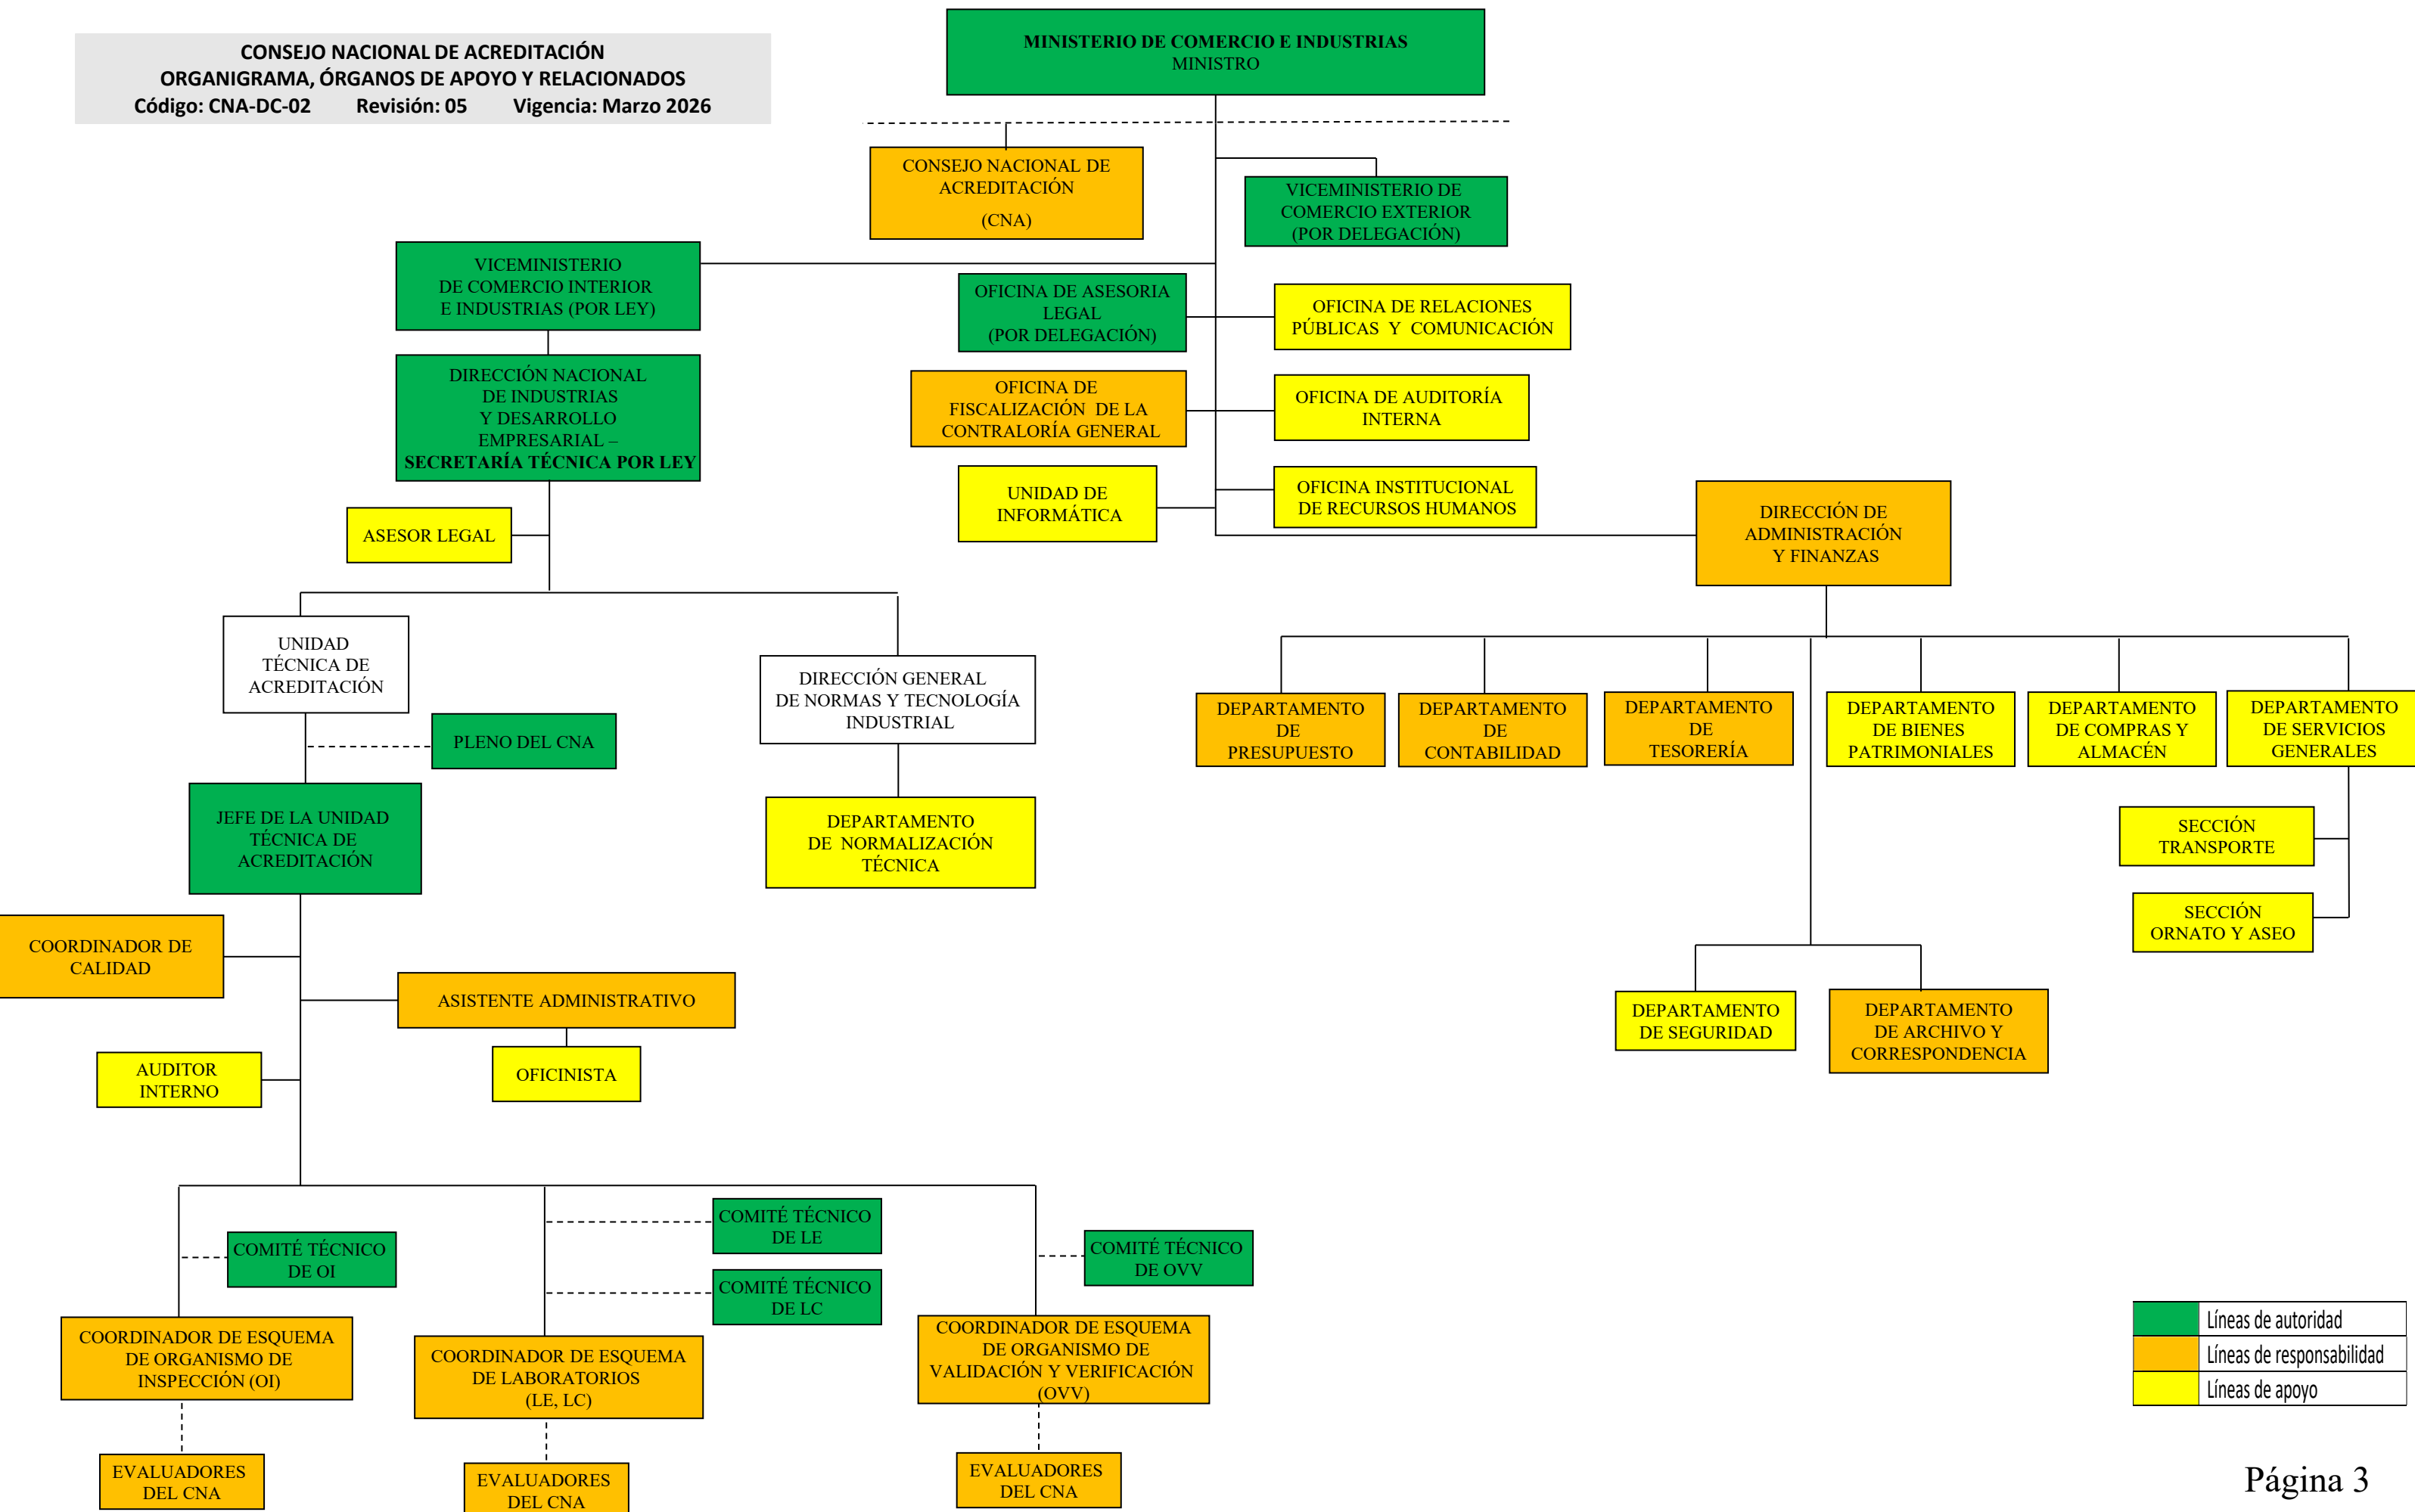 CONSEJO NACIONAL DE ACREDITACIÓN
ORGANIGRAMA, ÓRGANOS DE APOYO Y RELACIONADOS
Código: CNA-DC-02 Revisión: 05 Vigencia: Marzo 2026
MINISTERIO DE COMERCIO E INDUSTRIAS
MINISTRO
CONSEJO NACIONAL DE
ACREDITACIÓN
(CNA)
VICEMINISTERIO DE
COMERCIO EXTERIOR
(POR DELEGACIÓN)
VICEMINISTERIO
DE COMERCIO INTERIOR
E INDUSTRIAS (POR LEY)
OFICINA DE ASESORIA
LEGAL
(POR DELEGACIÓN)
OFICINA DE RELACIONES
PÚBLICAS Y COMUNICACIÓN
DIRECCIÓN NACIONAL
DE INDUSTRIAS
Y DESARROLLO
EMPRESARIAL –
SECRETARÍA TÉCNICA POR LEY
OFICINA DE
FISCALIZACIÓN DE LA
CONTRALORÍA GENERAL
OFICINA DE AUDITORÍA
INTERNA
UNIDAD DE
INFORMÁTICA
OFICINA INSTITUCIONAL
DE RECURSOS HUMANOS
DIRECCIÓN DE
ADMINISTRACIÓN
Y FINANZAS
ASESOR LEGAL
UNIDAD
TÉCNICA DE
ACREDITACIÓN
DIRECCIÓN GENERAL
DE NORMAS Y TECNOLOGÍA
INDUSTRIAL
PLENO DEL CNA
DEPARTAMENTO
DE
PRESUPUESTO
DEPARTAMENTO
DE
CONTABILIDAD
DEPARTAMENTO
DE
TESORERÍA
DEPARTAMENTO
DE BIENES
PATRIMONIALES
DEPARTAMENTO
DE COMPRAS Y
ALMACÉN
DEPARTAMENTO
DE SERVICIOS
GENERALES
JEFE DE LA UNIDAD
TÉCNICA DE
ACREDITACIÓN
DEPARTAMENTO
DE NORMALIZACIÓN
TÉCNICA
SECCIÓN
TRANSPORTE
SECCIÓN
ORNATO Y ASEO
COORDINADOR DE
CALIDAD
ASISTENTE ADMINISTRATIVO
DEPARTAMENTO
DE SEGURIDAD
DEPARTAMENTO
DE ARCHIVO Y
CORRESPONDENCIA
AUDITOR
INTERNO
OFICINISTA
COMITÉ TÉCNICO
DE OI
COMITÉ TÉCNICO
DE LE
COMITÉ TÉCNICO
DE LC
COMITÉ TÉCNICO
DE OVV
COORDINADOR DE ESQUEMA
DE ORGANISMO DE
INSPECCIÓN (OI)
COORDINADOR DE ESQUEMA
DE LABORATORIOS
(LE, LC)
COORDINADOR DE ESQUEMA
DE ORGANISMO DE
VALIDACIÓN Y VERIFICACIÓN
(OVV)
EVALUADORES
DEL CNA
EVALUADORES
DEL CNA
EVALUADORES
DEL CNA
Líneas de autoridad
Líneas de responsabilidad
Líneas de apoyo
Página 3